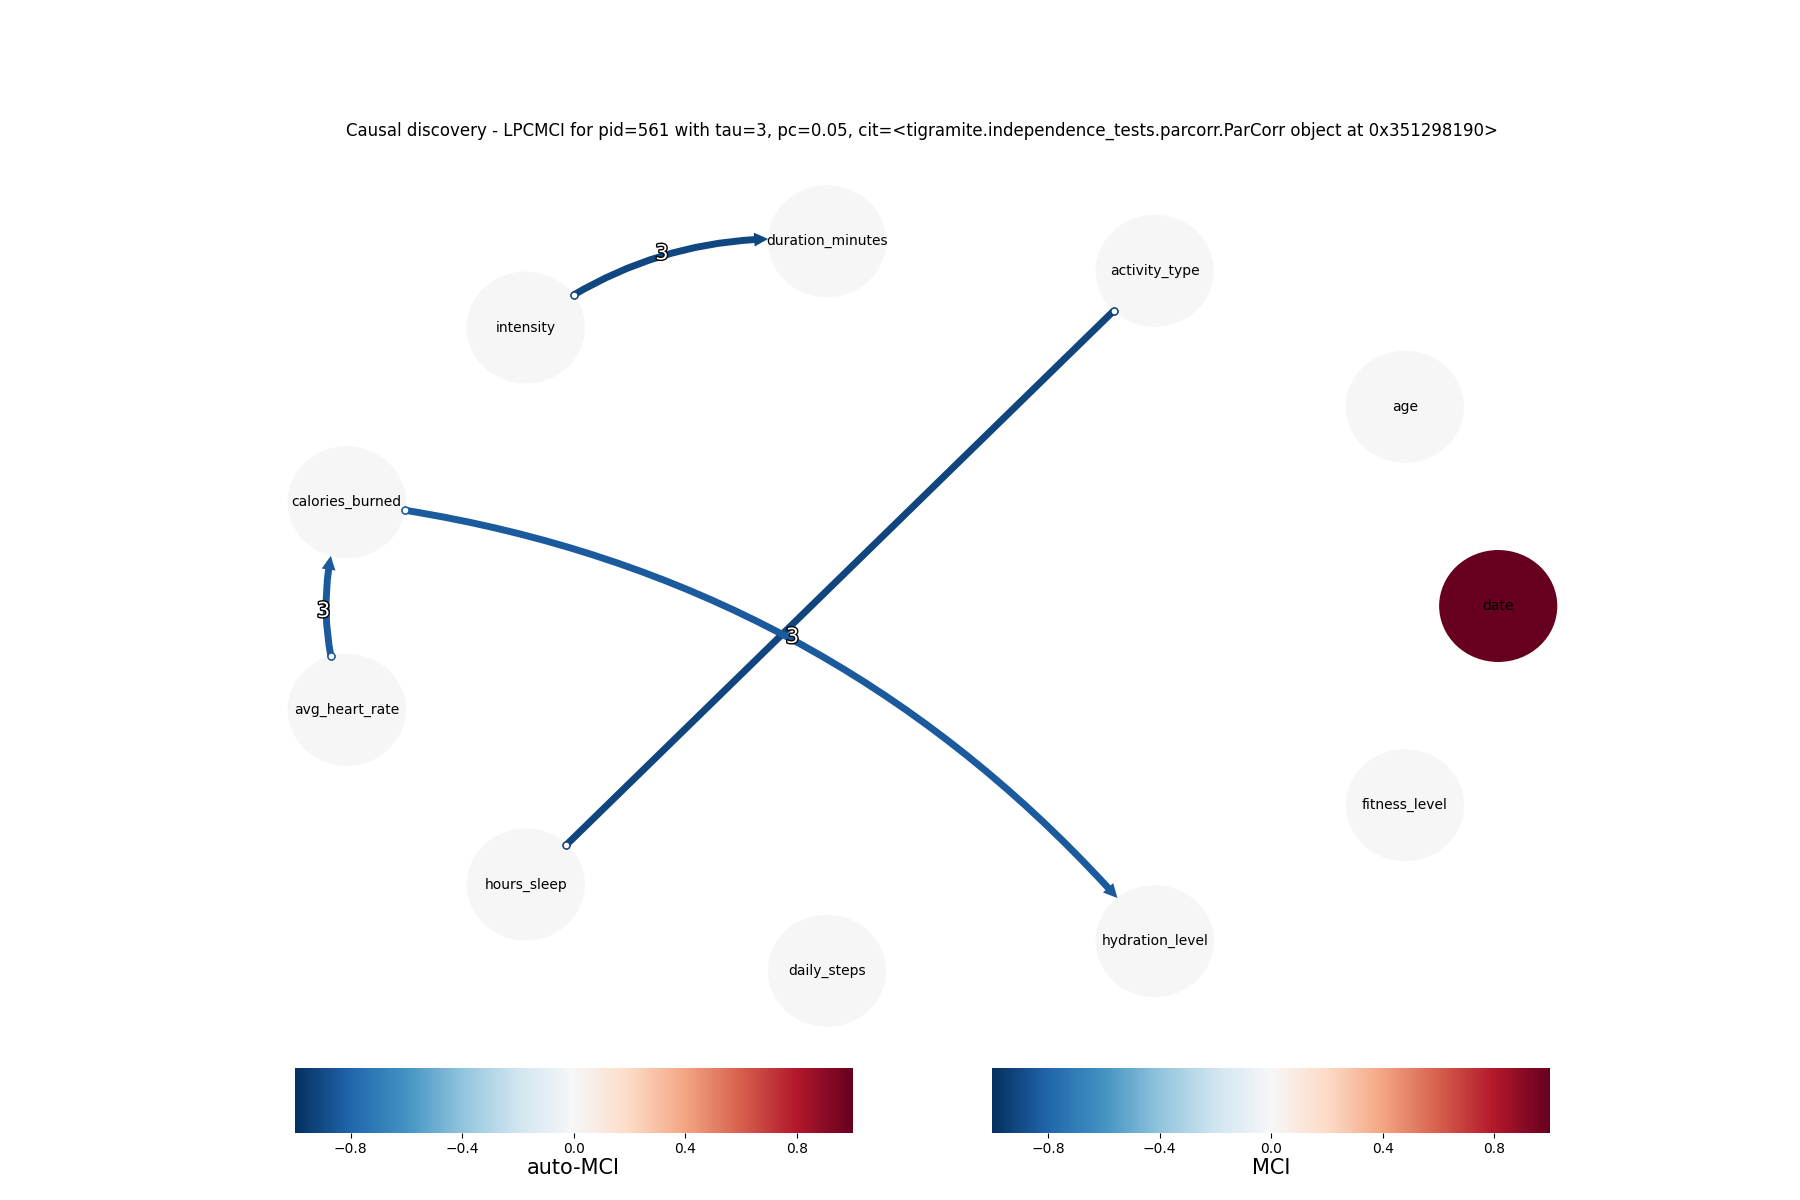 Causal discovery - LPCMCI for pid=561 with tau=3, pc=0.05, cit=<tigramite.independence_tests.parcorr.ParCorr object at 0x351298190>
duration_minutes
3
activity_type
intensity
age
calories_burned
date
3
3
avg_heart_rate
fitness_level
hours_sleep
hydration_level
daily_steps
−0.8 −0.4 0.0 0.4 0.8
auto-MCI
−0.8 −0.4 0.0 0.4 0.8
MCI